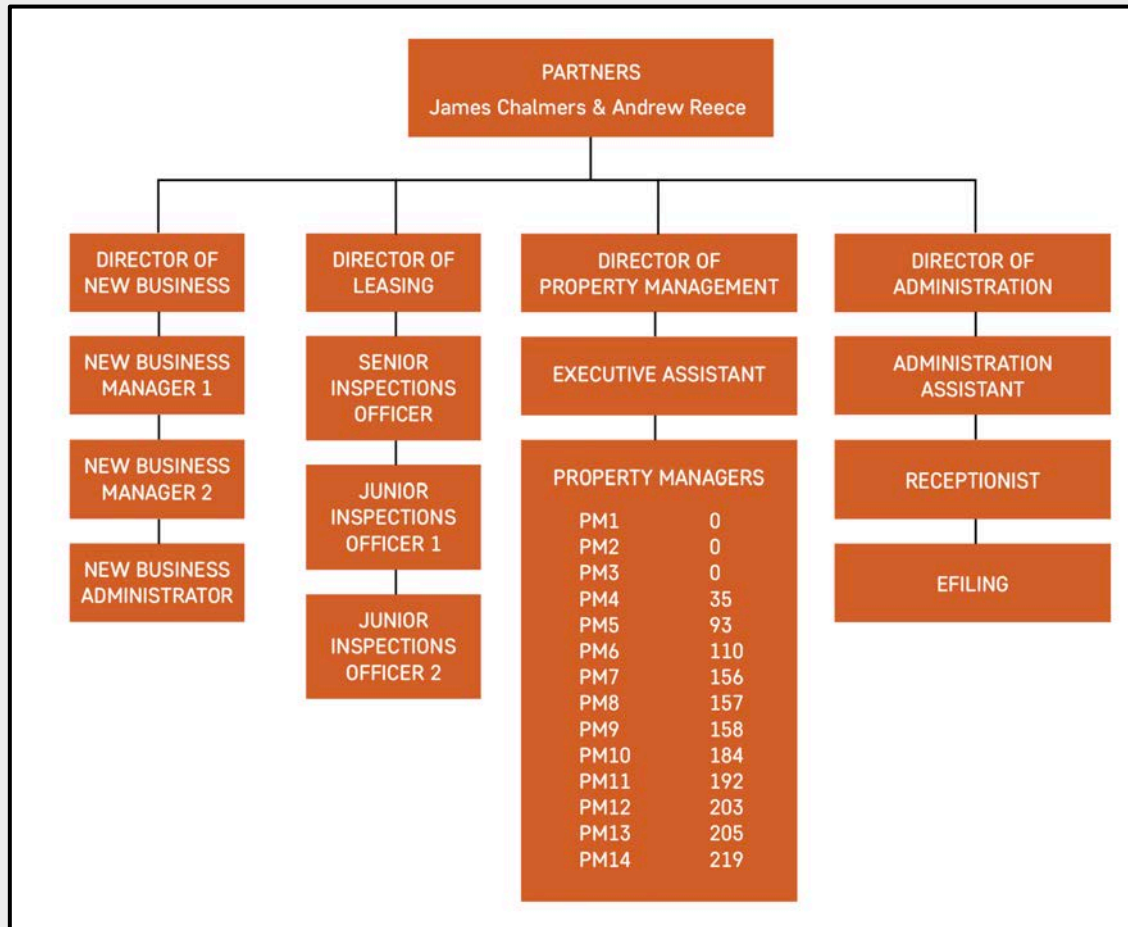 PARTNERS
James Chalmers & Andrew Reece
DIRECTOR OF
NEW BUSINESS
NEW BUSINESS
MANAGER 1
NEW BUSINESS
MANAGER 2
NEW BUSINESS
ADMINISTRATOR
DIRECTOR OF
LEASING
SENIOR
INSPECTIONS
OFFICER
JUNIOR
INSPECTIONS
OFFICER 1
JUNIOR
INSPECTIONS
OFFICER 2
DIRECTOR OF
PROPERTY MANAGEMENT
EXECUTIVE ASSISTANT
PROPERTY MANAGERS
PM1 0
PM2 0
PM3 0
PM4 35
PM5 93
PM6 110
PM7 156
PM8 157
PM9 158
PM10 184
PM11 192
PM12 203
PM13 205
PM14 219
DIRECTOR OF
ADMINISTRATION
ADMINISTRATION
ASSISTANT
RECEPTIONIST
EFILING